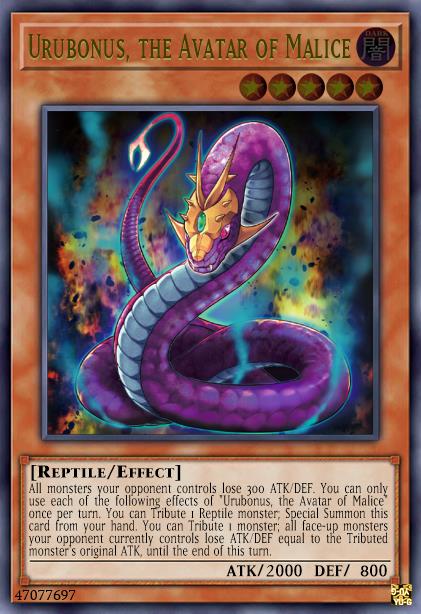 URUBONUS, THE AVATAR OF MALICE
DARK
闇
[REPTILE/EFFECT]
All monsters your opponent controls lose 300 ATK/DEF. You can only
use each of the following effects of "Urubonus, the Avatar of Malice"
once per turn. You can Tribute 1 Reptile monster; Special Summon this
card from your hand. You can Tribute 1 monster; all face-up monsters
your opponent currently controls lose ATK/DEF equal to the Tributed
monster's original ATK, until the end of this turn.
ATK/2000 DEF/ 800
47077697